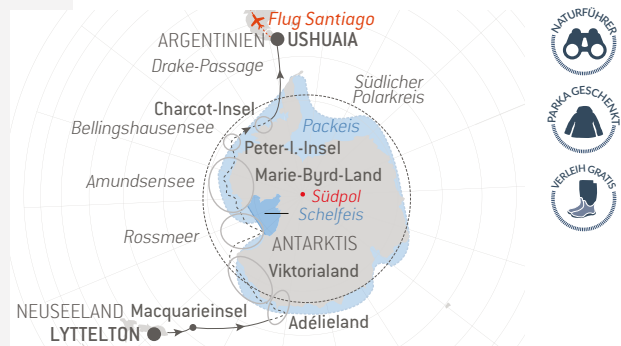 Flug Santiago
ARGENTINIEN USHUAIA
Drake-Passage
Südlicher
Polarkreis
Charcot-Insel
Bellingshausensee
Packeis
Peter-I.-Insel
Marie-Byrd-Land
Amundsensee
Südpol
Schelfeis
Rossmeer
ANTARKTIS
Viktorialand
NEUSEELAND Macquarieinsel
Adélieland
LYTTELTON
NATURFÜHRER
PARKA GESCHENKT
VERLEIH GRATIS